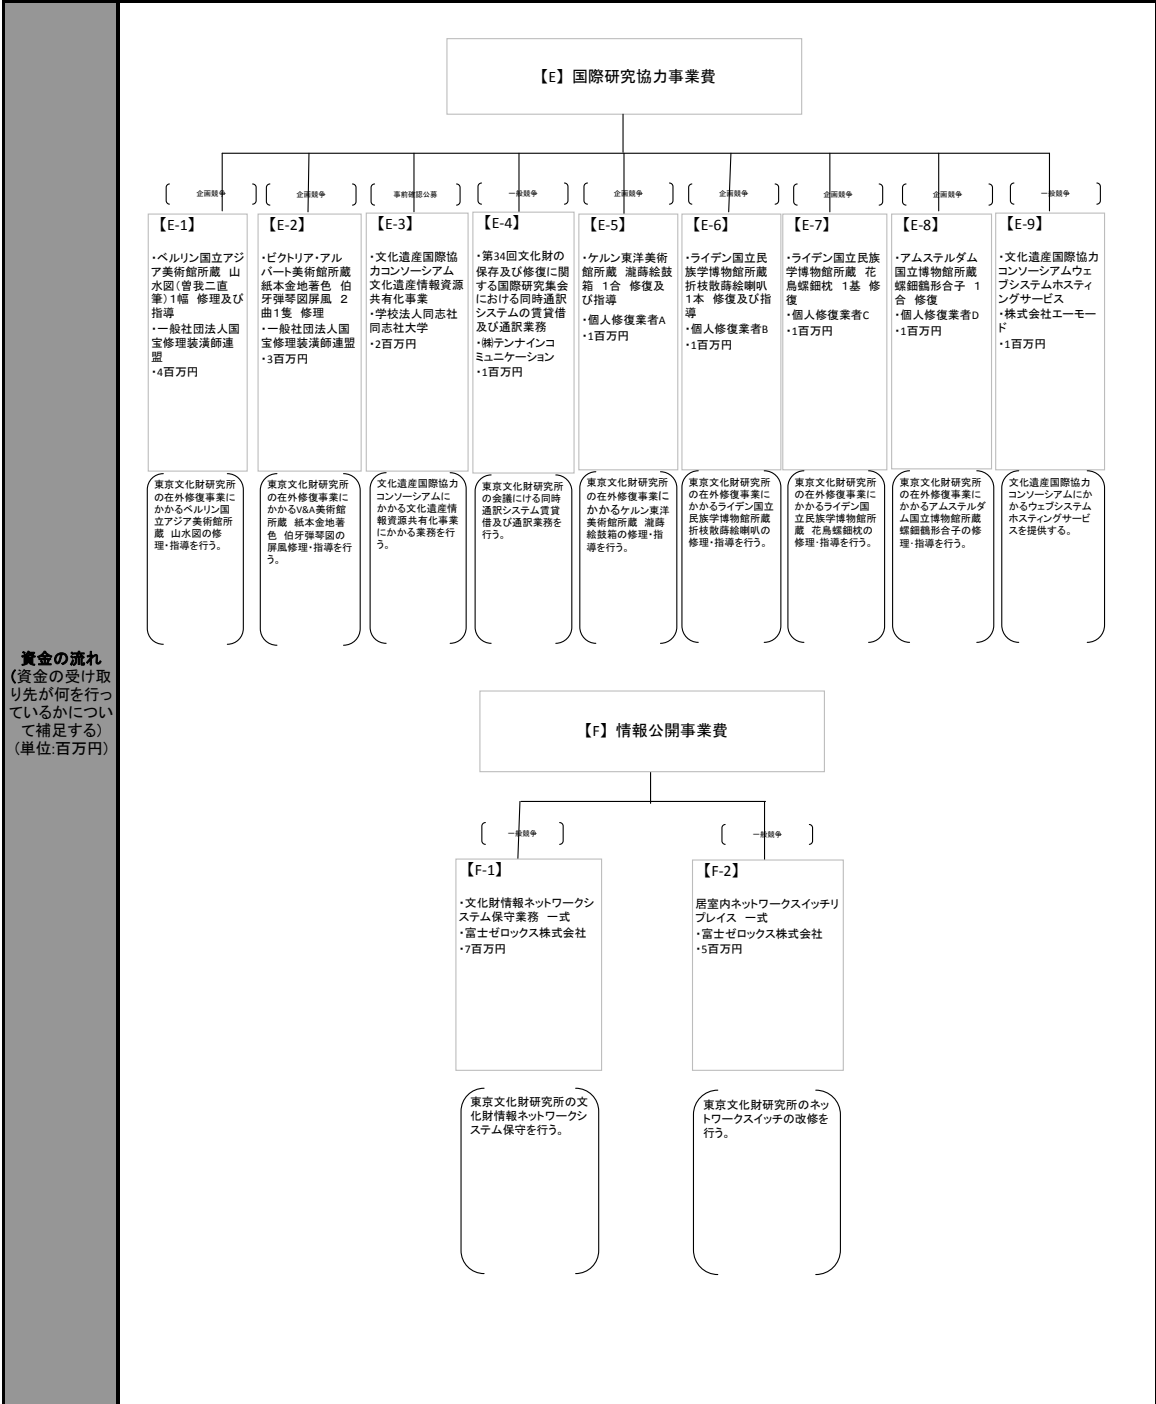 資金の流れ
(資金の受け取
り先が何を行っ
ているかについ
て補足する)
(単位:百万円)
【E】国際研究協力事業費
企画競争
【E-1】
・ベルリン国立アジ
ア美術館所蔵 山
水図(曽我二直
筆)1幅 修理及び
指導
・一般社団法人国
宝修理装潢師連
盟
・4百万円
東京文化財研究所
の在外修復事業に
かかるベルリン国
立アジア美術館所
蔵 山水図の修
理・指導を行う。
企画競争
【E-2】
・ビクトリア・アル
バート美術館所蔵
紙本金地著色 伯
牙弾琴図屏風 2
曲1隻 修理
・一般社団法人国
宝修理装潢師連盟
・3百万円
東京文化財研究所
の在外修復事業に
かかるV&A美術館
所蔵 紙本金地著
色 伯牙弾琴図の
屏風修理・指導を行
う。
事前確認公募
【E-3】
・文化遺産国際協
力コンソーシアム
文化遺産情報資源
共有化事業
・学校法人同志社
同志社大学
・2百万円
文化遺産国際協力
コンソーシアムに
かかる文化遺産情
報資源共有化事業
にかかる業務を行
う。
一般競争
【E-4】
・第34回文化財の
保存及び修復に関
する国際研究集会
における同時通訳
システムの賃貸借
及び通訳業務
・㈱テンナインコ
ミュニケーション
・1百万円
東京文化財研究所
の会議にける同時
通訳システム賃貸
借及び通訳業務を
行う。
企画競争
【E-5】
・ケルン東洋美術
館所蔵 瀧蒔絵鼓
箱 1合 修復及
び指導
・個人修復業者A
・1百万円
東京文化財研究所
の在外修復事業に
かかるケルン東洋
美術館所蔵 瀧蒔
絵鼓箱の修理・指
導を行う。
企画競争
【E-6】
・ライデン国立民
族学博物館所蔵
折枝散蒔絵喇叭
1本 修復及び指
導
・個人修復業者B
・1百万円
東京文化財研究所
の在外修復事業に
かかるライデン国立
民族学博物館所蔵
折枝散蒔絵喇叭の
修理・指導を行う。
企画競争
【E-7】
・ライデン国立民族
学博物館所蔵 花
鳥螺鈿枕 1基 修
復
・個人修復業者C
・1百万円
東京文化財研究所
の在外修復事業に
かかるライデン国
立民族学博物館所
蔵 花鳥螺鈿枕の
修理・指導を行う。
企画競争
【E-8】
・アムステルダム
国立博物館所蔵
螺鈿鶴形合子 1
合 修復
・個人修復業者D
・1百万円
東京文化財研究所
の在外修復事業に
かかるアムステルダ
ム国立博物館所蔵
螺鈿鶴形合子の修
理・指導を行う。
一般競争
【E-9】
・文化遺産国際協力
コンソーシアムウェ
ブシステムホスティ
ングサービス
・株式会社エーモー
ド
・1百万円
文化遺産国際協力
コンソーシアムにか
かるウェブシステム
ホスティングサービ
スを提供する。
【F】情報公開事業費
一般競争
【F-1】
・文化財情報ネットワークシ
ステム保守業務 一式
・富士ゼロックス株式会社
・7百万円
東京文化財研究所の文
化財情報ネットワークシ
ステム保守を行う。
一般競争
【F-2】
居室内ネットワークスイッチリ
プレイス 一式
・富士ゼロックス株式会社
・5百万円
東京文化財研究所のネッ
トワークスイッチの改修を
行う。